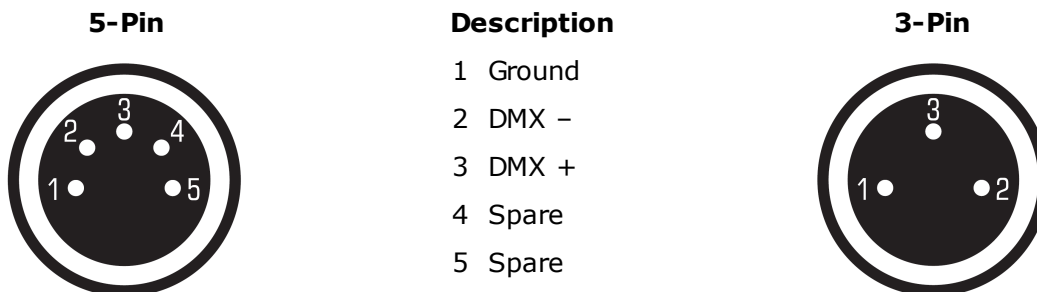 5-Pin
1
2
3
4
5
Description
1 Ground
2 DMX –
3 DMX +
4 Spare
5 Spare
3-Pin
1
3
2